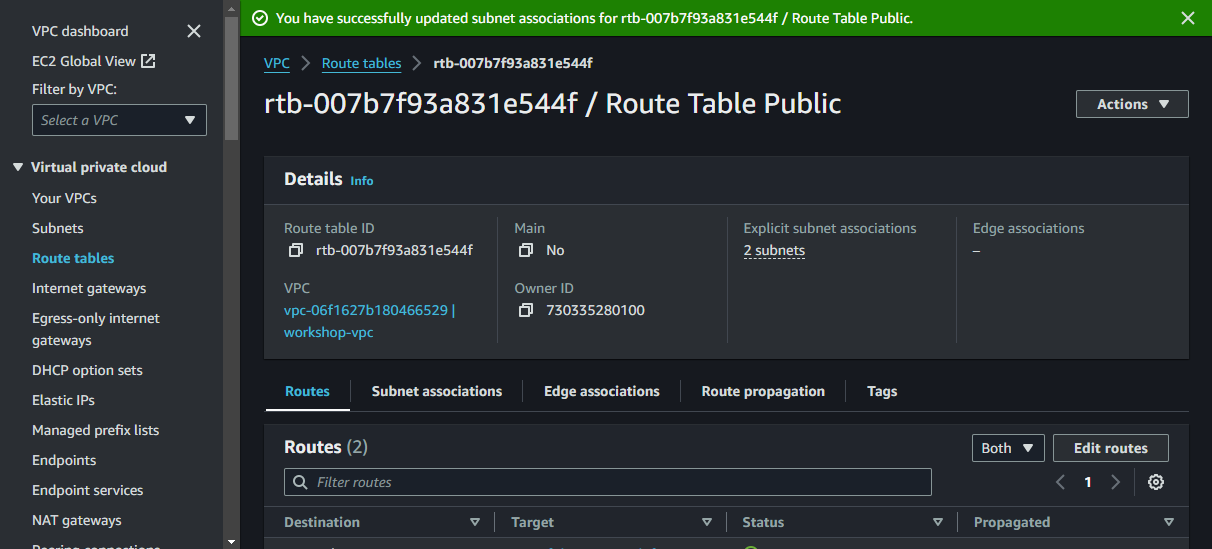 VPC dashboard
EC2 Global View
Filter by VPC:
Select a VPC
Virtual private cloud
Your VPCs
Subnets
Route tables
Internet gateways
Egress-only internet
gateways
DHCP option sets
Elastic IPs
Managed prefix lists
Endpoints
Endpoint services
NAT gateways
Peering connections
You have successfully updated subnet associations for rtb-007b7f93a831e544f / Route Table Public.
VPC
Route tables
rtb-007b7f93a831e544f
rtb-007b7f93a831e544f / Route Table Public
Actions
Details Info
Route table ID
rtb-007b7f93a831e544f
Main
No
Explicit subnet associations
2 subnets
Edge associations
–
VPC
vpc-06f1627b180466529 |
workshop-vpc
Owner ID
730335280100
Routes
Subnet associations
Edge associations
Route propagation
Tags
Routes (2)
Both
Edit routes
Filter routes
1
Destination
Target
Status
Propagated